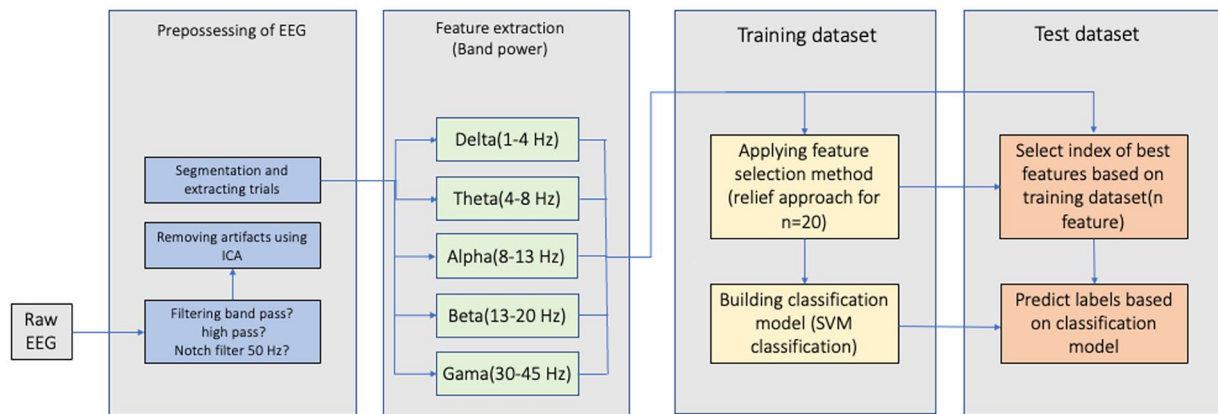 Raw
EEG
Prepossessing of EEG
Segmentation and
extracting trials
Removing artifacts using
ICA
Filtering band pass?
high pass?
Notch filter 50 Hz?
Feature extraction
(Band power)
Delta(1-4 Hz)
Theta(4-8 Hz)
Alpha(8-13 Hz)
Beta(13-20 Hz)
Gama(30-45 Hz)
Training dataset
Applying feature
selection method
(relief approach for
n=20)
Building classification
model (SVM
classification)
Test dataset
Select index of best
features based on
training dataset(n
feature)
Predict labels based
on classification
model